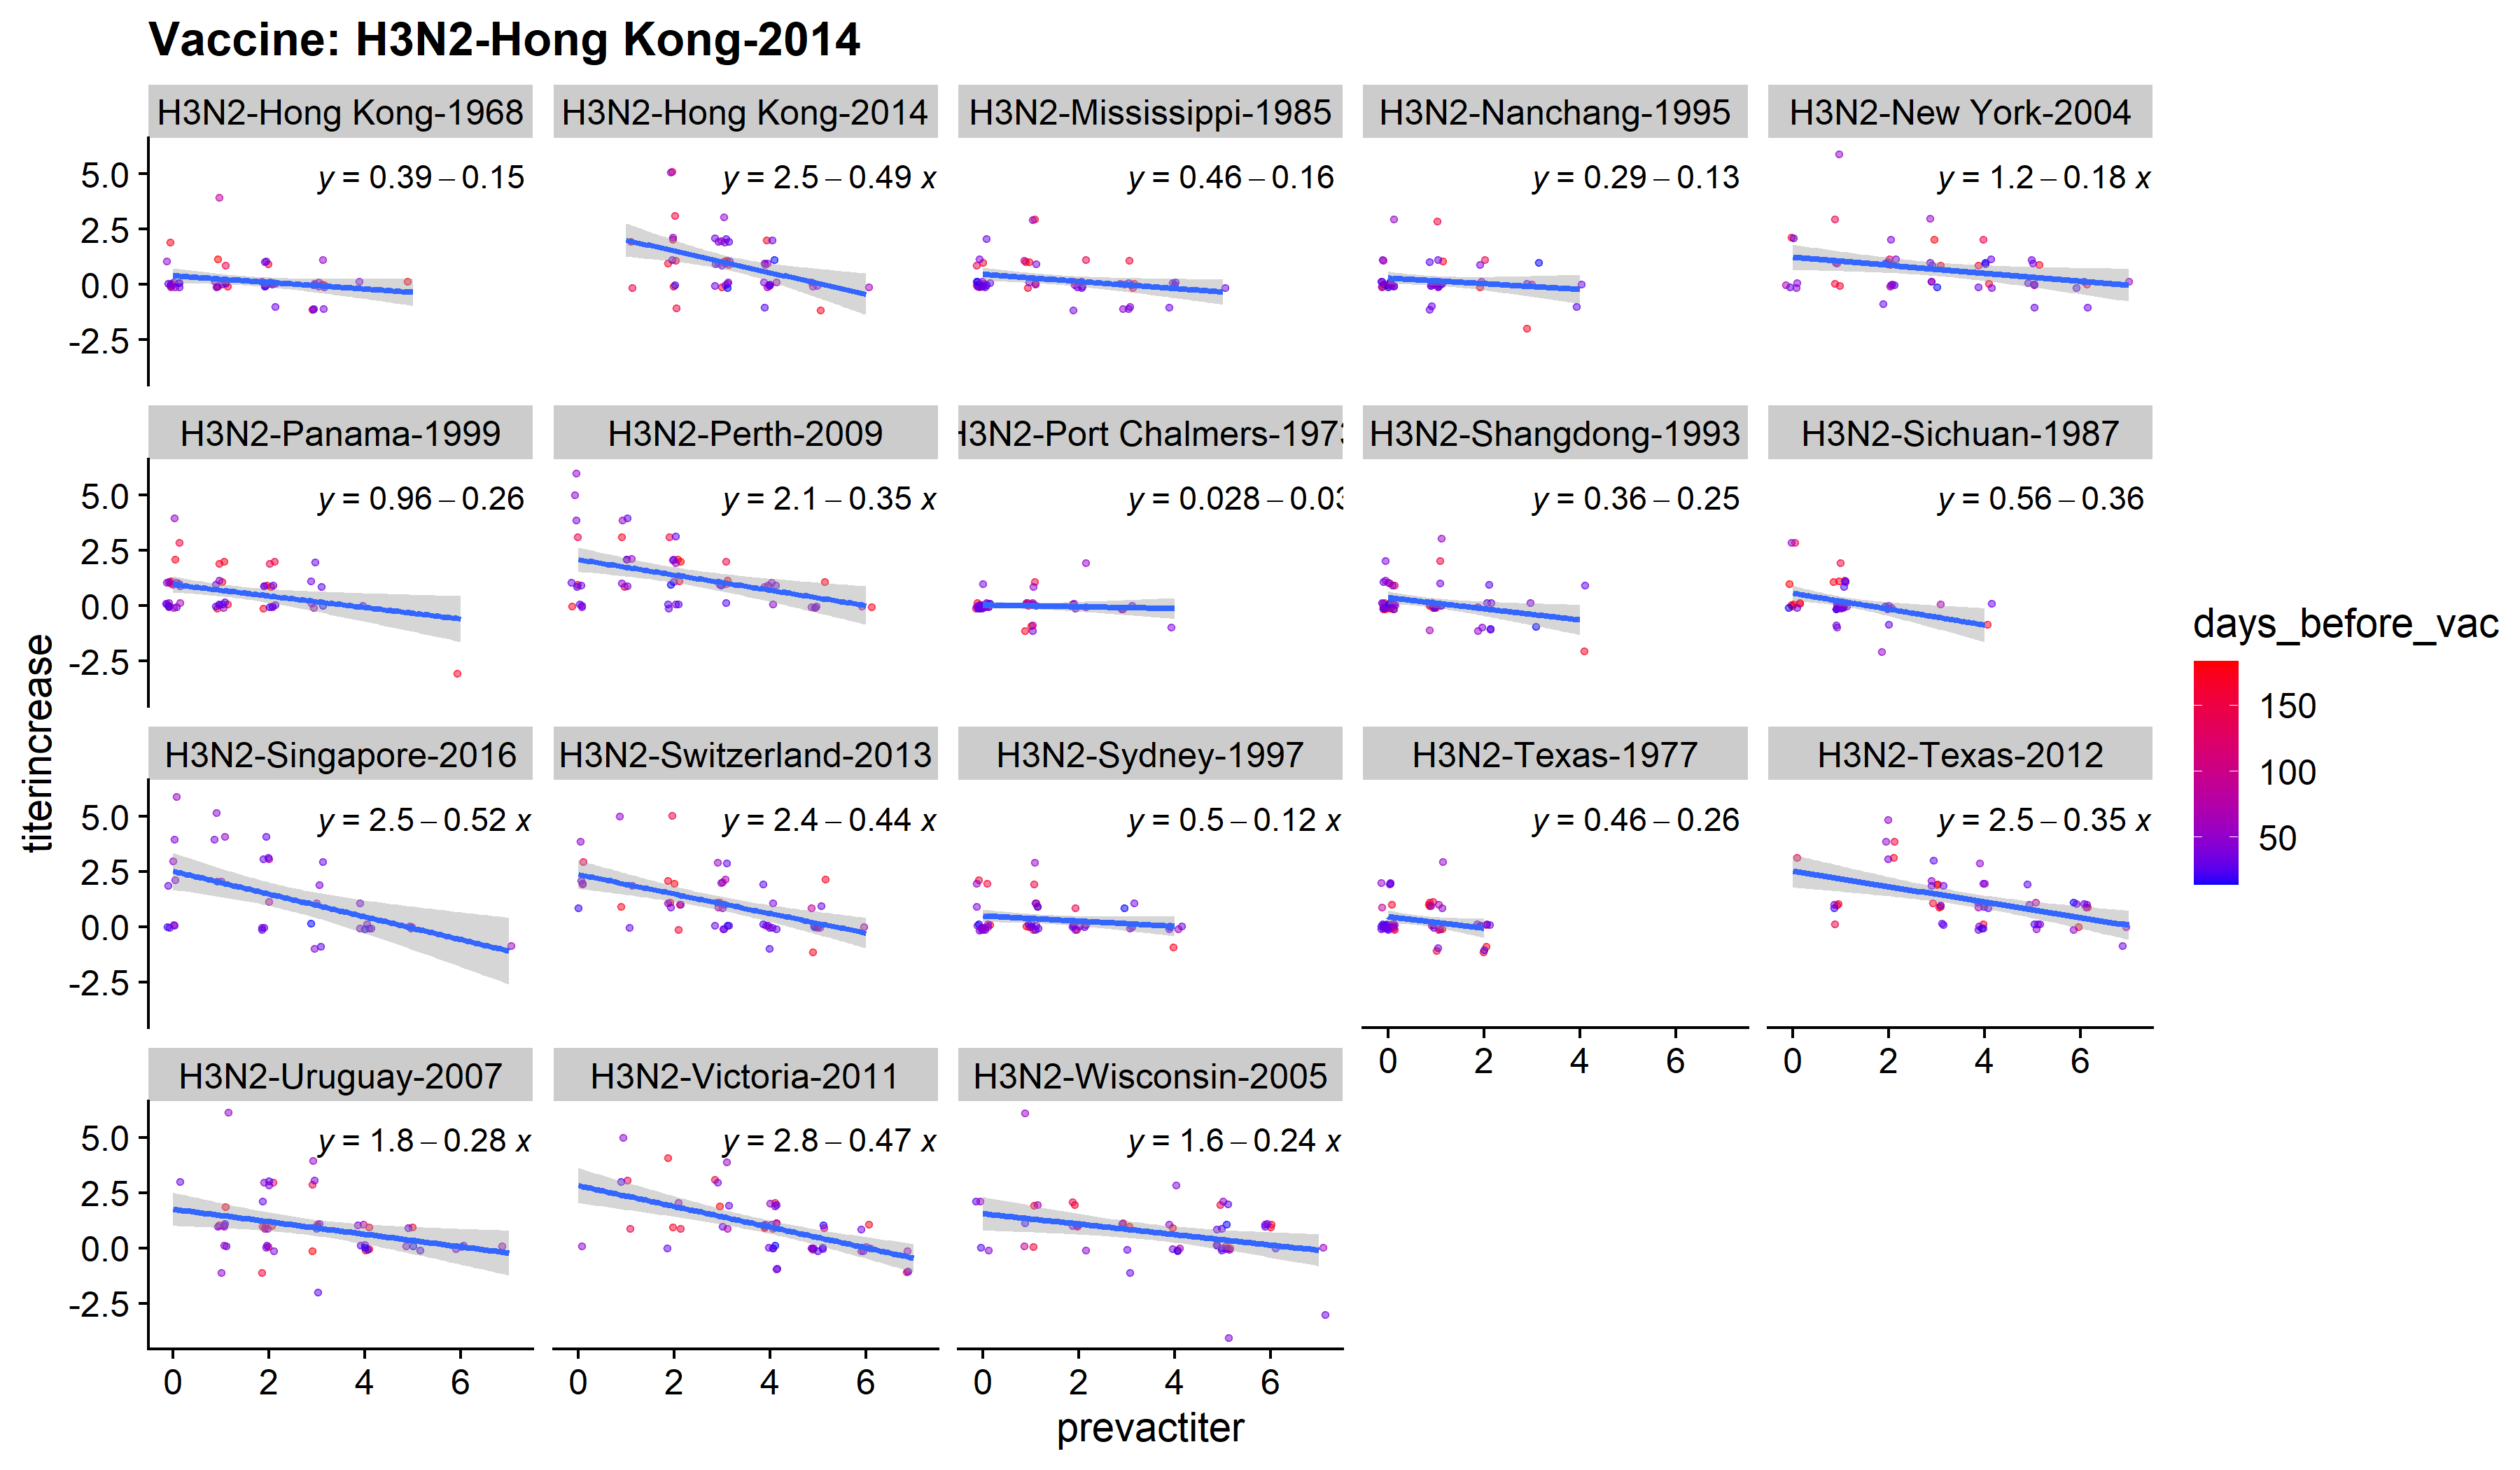 Vaccine: H3N2-Hong Kong-2014
H3N2-Hong Kong-1968 H3N2-Hong Kong-2014 H3N2-Mississippi-1985 H3N2-Nanchang-1995 H3N2-New York-2004
5.0
2.5
0.0
-2.5
y = 0.39 – 0.15 y = 2.5 – 0.49 x y = 0.46 – 0.16 y = 0.29 – 0.13 y = 1.2 – 0.18 x
H3N2-Panama-1999 H3N2-Perth-2009 H3N2-Port Chalmers-1973 H3N2-Shangdong-1993 H3N2-Sichuan-1987
5.0
2.5
0.0
-2.5
y = 0.96 – 0.26 y = 2.1 – 0.35 x y = 0.028 – 0.03 y = 0.36 – 0.25 y = 0.56 – 0.36
H3N2-Singapore-2016 H3N2-Switzerland-2013 H3N2-Sydney-1997 H3N2-Texas-1977 H3N2-Texas-2012
5.0
2.5
0.0
-2.5
y = 2.5 – 0.52 x y = 2.4 – 0.44 x y = 0.5 – 0.12 x y = 0.46 – 0.26 y = 2.5 – 0.35 x
0 2 4 6 0 2 4 6
H3N2-Uruguay-2007 H3N2-Victoria-2011 H3N2-Wisconsin-2005
5.0
2.5
0.0
-2.5
y = 1.8 – 0.28 x y = 2.8 – 0.47 x y = 1.6 – 0.24 x
0 2 4 6 0 2 4 6 0 2 4 6
prevactiter
titerincrease
days_before_vac
150
100
50